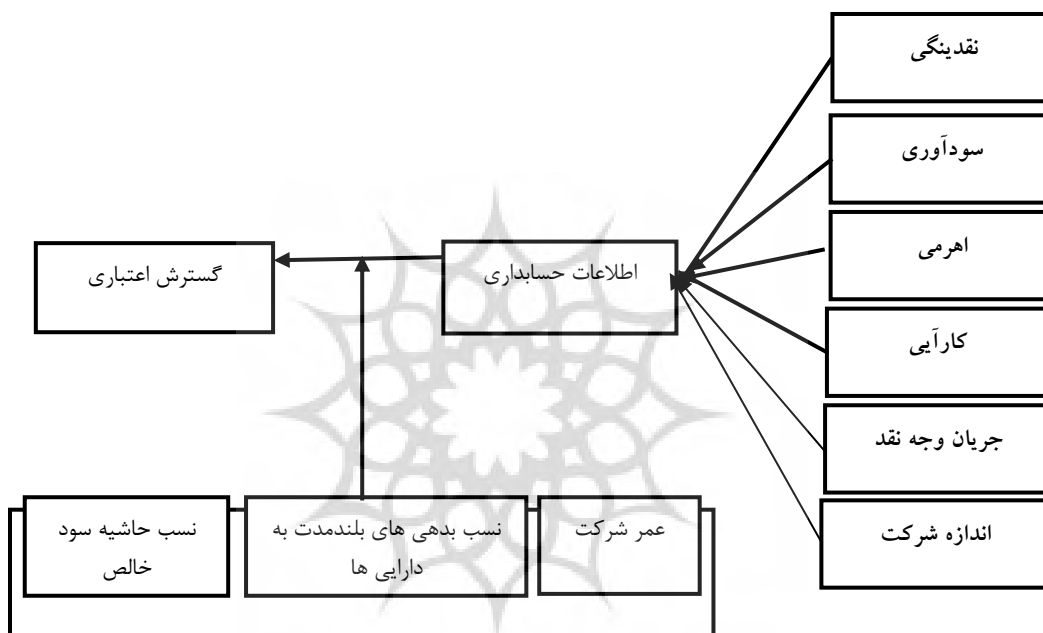 نقدینگی
سودآوری
اهرمی
کارآیی
جریان وجه نقد
اندازه شرکت
اطلاعات حسابداری
گسترش اعتباری
عمر شرکت
نسب بدهی های بلندمدت به
دارایی ها
نسب حاشیه سود
خالص